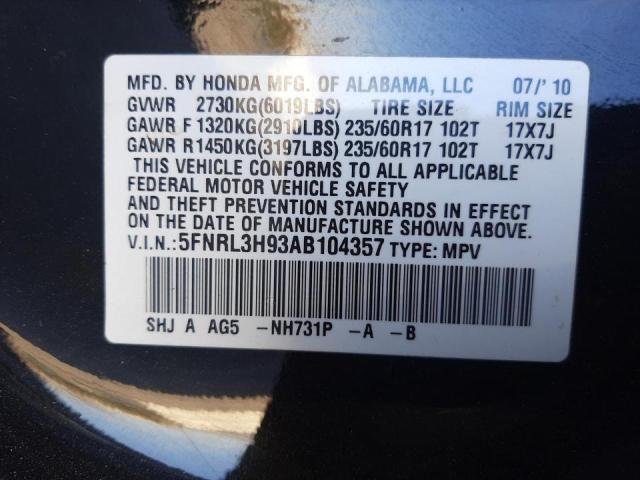 MFD. BY HONDA MFG. OF ALABAMA, LLC 07/'10
GVWR 2730KG(6019LBS) TIRE SIZE RIM SIZE
GAWR F 1320KG(2910LBS) 235/60R17 102T 17X7J
GAWR R1450KG(3197LBS) 235/60R17 102T 17X7J
THIS VEHICLE CONFORMS TO ALL APPLICABLE
FEDERAL MOTOR VEHICLE SAFETY
AND THEFT PREVENTION STANDARDS IN EFFECT
ON THE DATE OF MANUFACTURE SHOWN ABOVE.
V.I.N.:5FNRL3H93AB104357 TYPE: MPV
SHJ A AG5 -NH731P -A -B